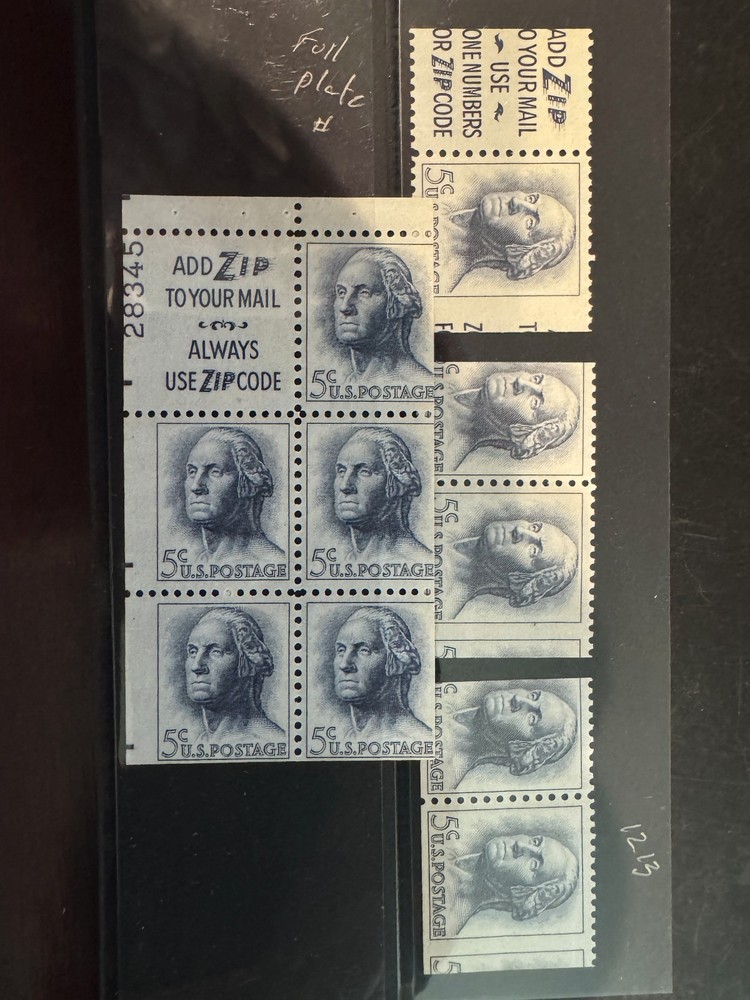 Full
plate
#
28345
ADD ZIP
TO YOUR MAIL
ALWAYS
USE ZIP CODE
5c
U.S.POSTAGE
5c
U.S.POSTAGE
5c
U.S.POSTAGE
5c
U.S.POSTAGE
5c
U.S.POSTAGE
ADD ZIP
O YOUR MAIL
USE
ONE NUMBERS
OR ZIP CODE
5c
U.S.POSTAGE
U.S.POSTAGE
5c
U.S.POSTAGE
5
c
U.S.POSTAGE
5c
U.S.POSTAGE
5
1213